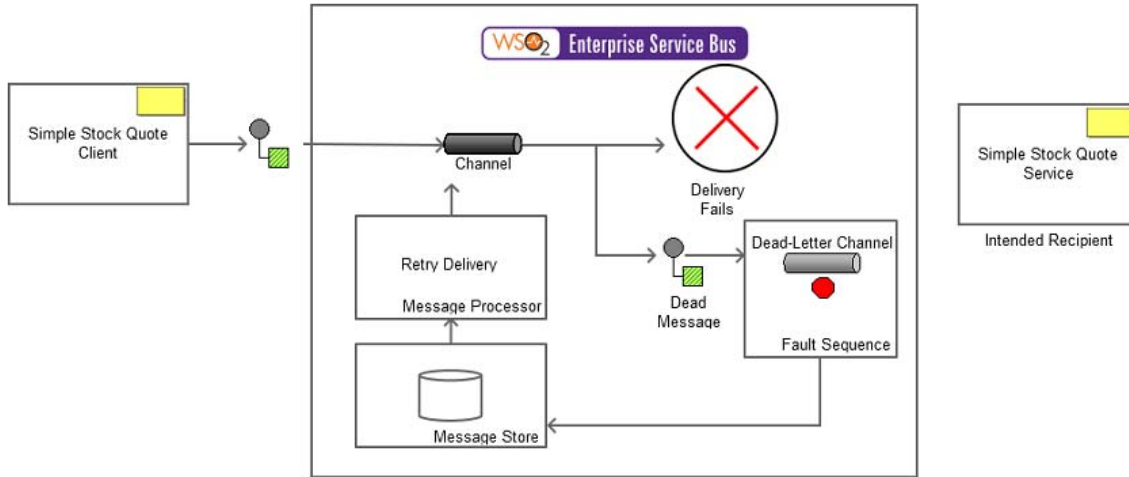 WSO2 Enterprise Service Bus
Simple Stock Quote
Client
Channel
Delivery
Fails
Simple Stock Quote
Service
Intended Recipient
Retry Delivery
Message Processor
Dead
Message
Dead-Letter Channel
Fault Sequence
Message Store